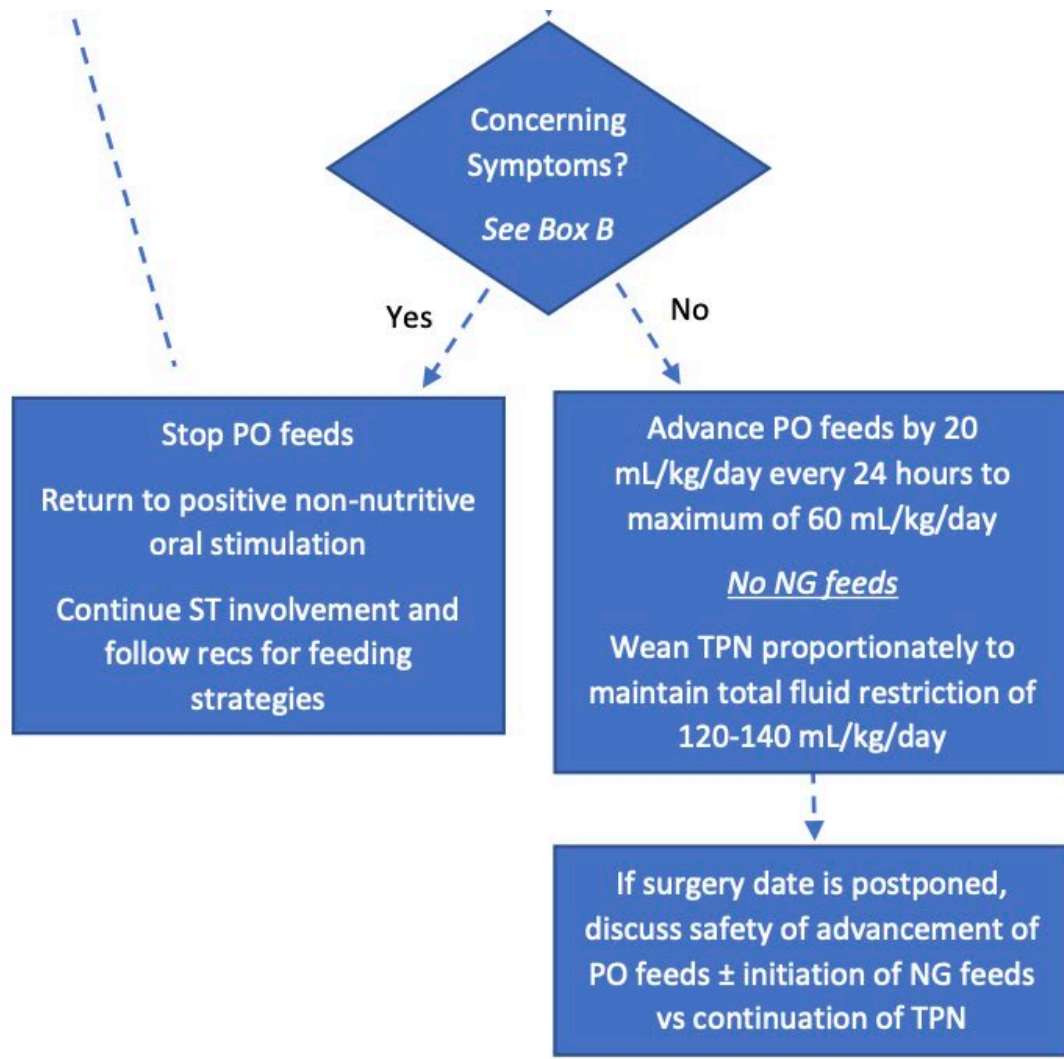 Concerning
Symptoms?
See Box B
Yes
No
Stop PO feeds
Return to positive non-nutritive
oral stimulation
Continue ST involvement and
follow recs for feeding
strategies
Advance PO feeds by 20
mL/kg/day every 24 hours to
maximum of 60 mL/kg/day
No NG feeds
Wean TPN proportionately to
maintain total fluid restriction of
120-140 mL/kg/day
If surgery date is postponed,
discuss safety of advancement of
PO feeds ± initiation of NG feeds
vs continuation of TPN